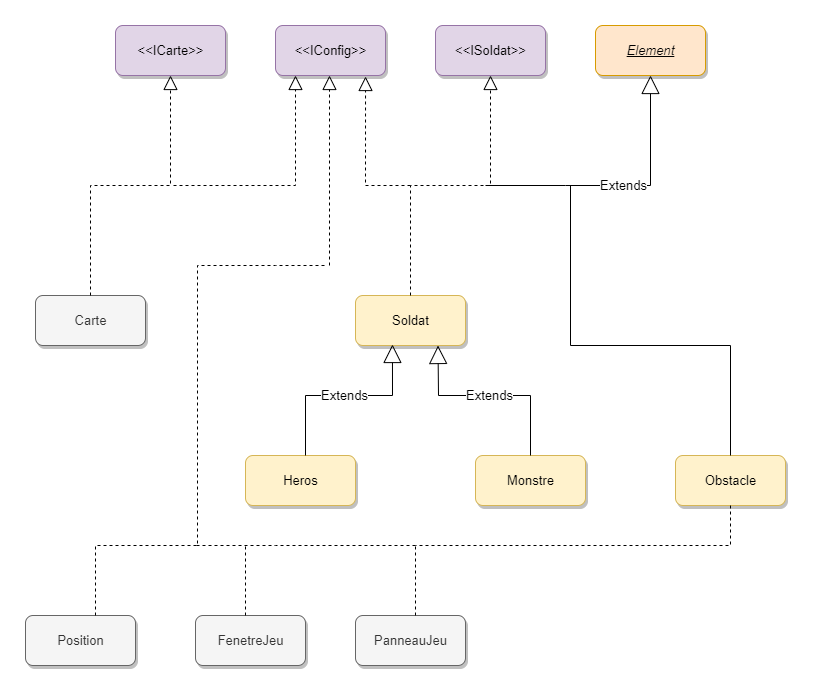 <<ICarte>>
<<IConfig>>
<<ISoldat>>
Element
Extends
Carte
Soldat
Extends
Extends
Heros
Monstre
Obstacle
Position
FenetreJeu
PanneauJeu